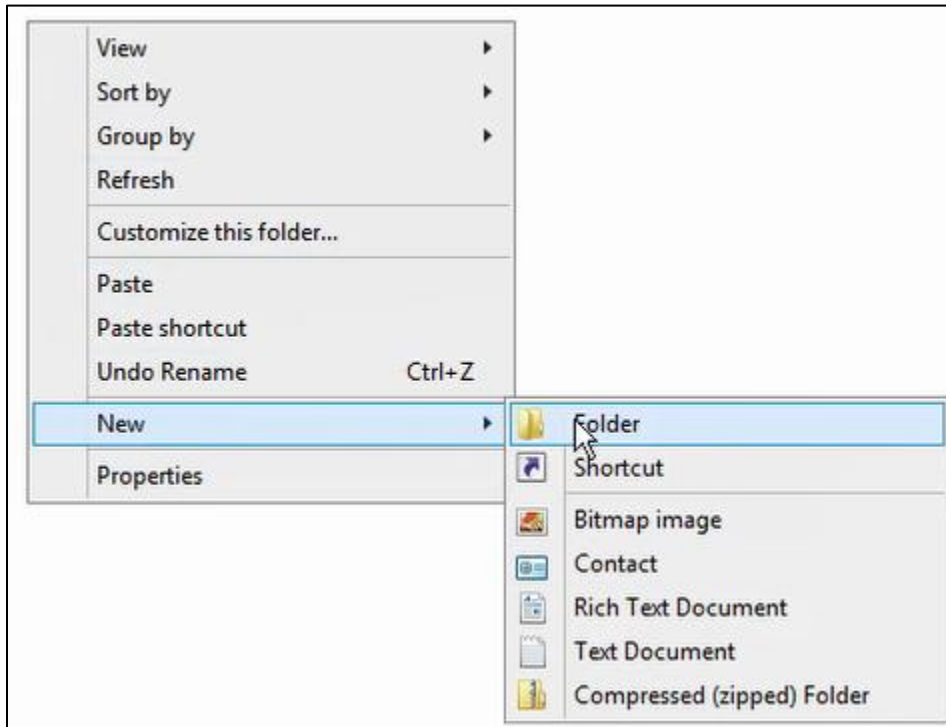 View
Sort by
Group by
Refresh
Customize this folder...
Paste
Paste shortcut
Undo Rename Ctrl+Z
New
Properties
Folder
Shortcut
Bitmap image
Contact
Rich Text Document
Text Document
Compressed (zipped) Folder